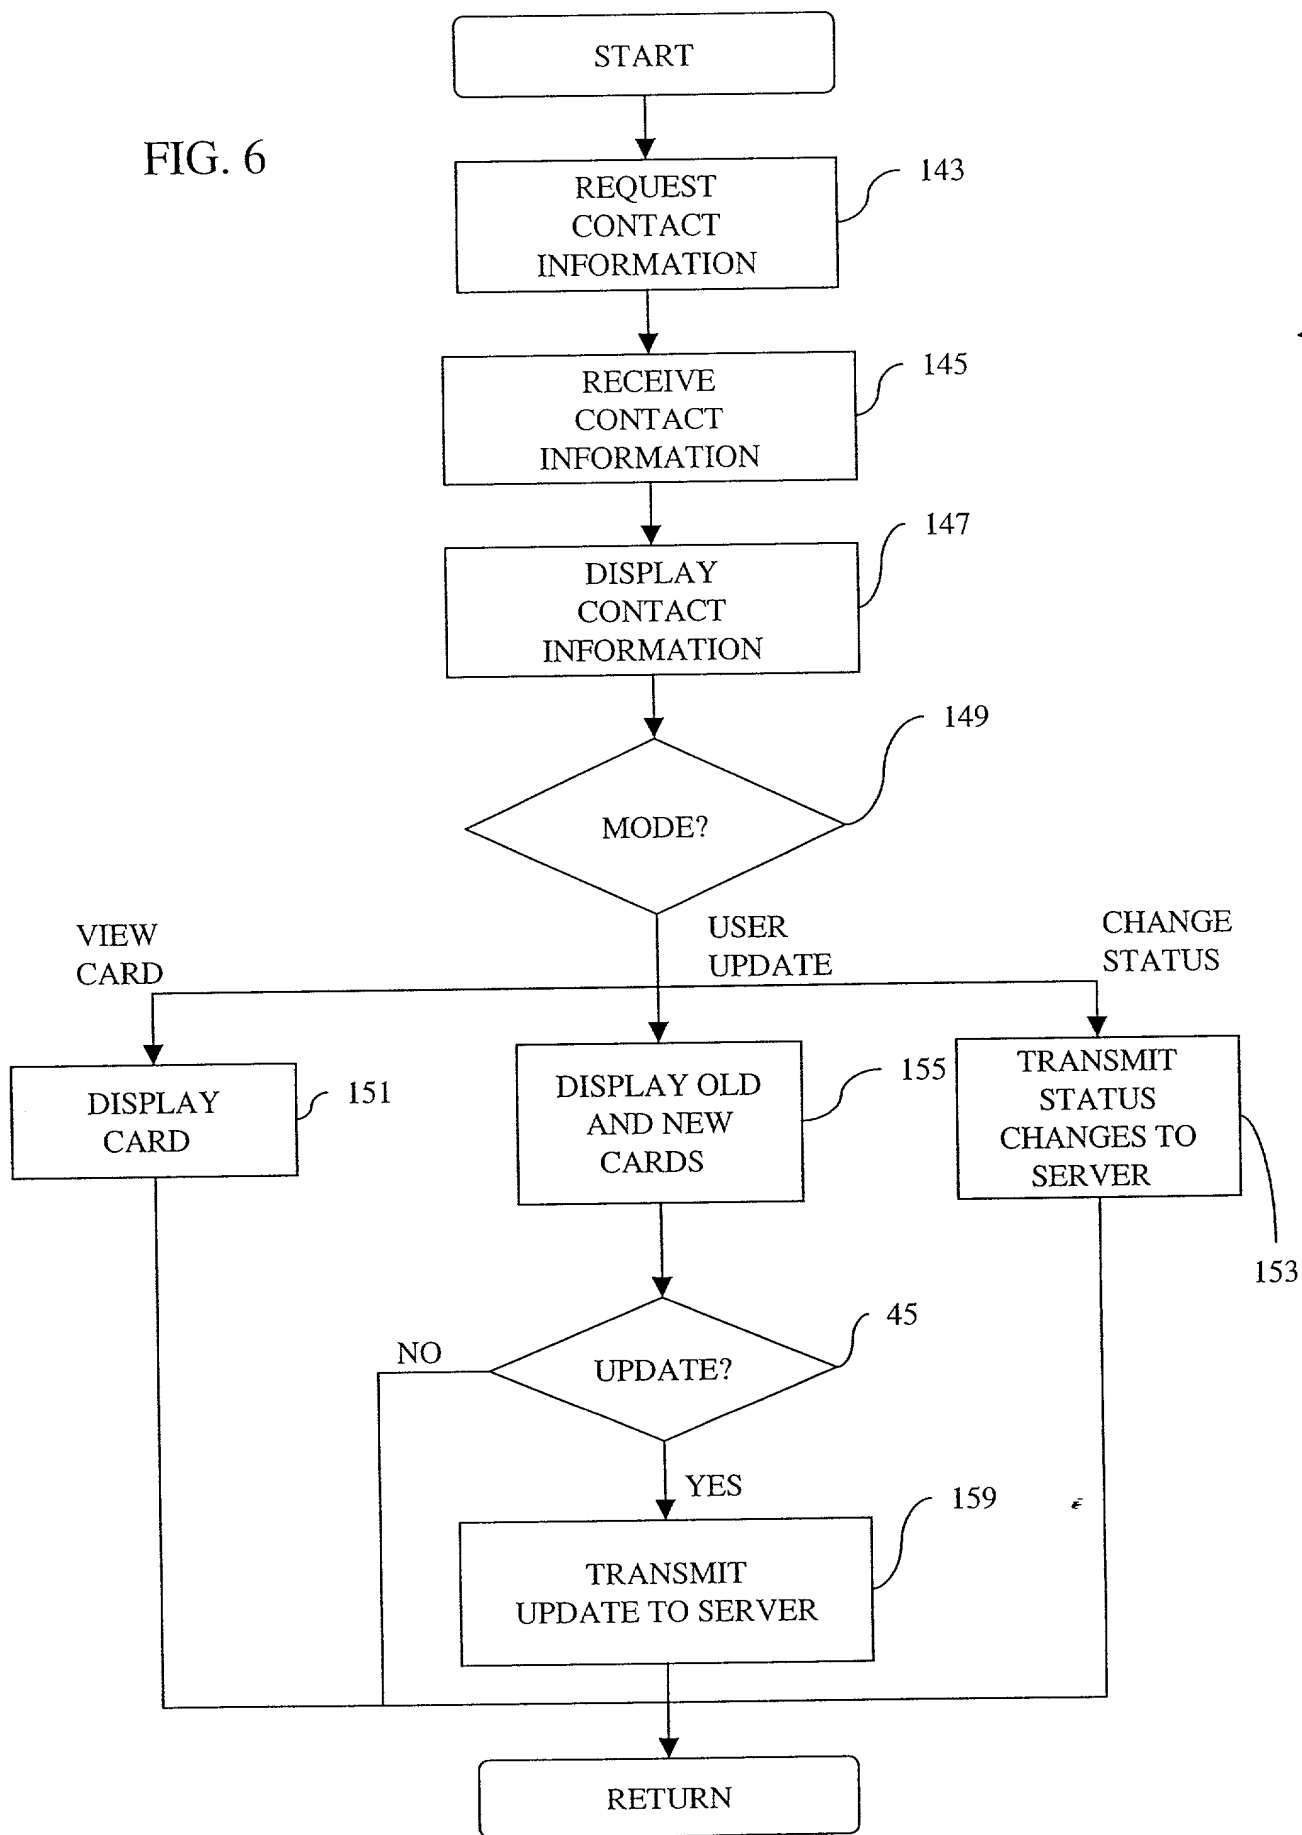 START
FIG. 6
REQUEST
CONTACT
INFORMATION
143
RECEIVE
CONTACT
INFORMATION
145
DISPLAY
CONTACT
INFORMATION
147
MODE?
149
VIEW
CARD
USER
UPDATE
CHANGE
STATUS
DISPLAY
CARD
151
DISPLAY OLD
AND NEW
CARDS
155
TRANSMIT
STATUS
CHANGES TO
SERVER
153
UPDATE?
45
NO
YES
TRANSMIT
UPDATE TO SERVER
159
RETURN